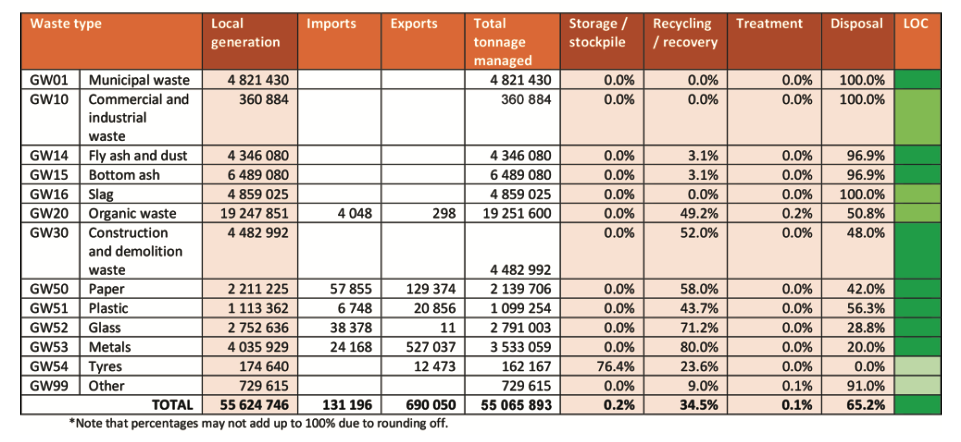 Waste type Local generation Imports Exports Total tonnage managed Storage / stockpile Recycling / recovery Treatment Disposal LOC
GW01 Municipal waste 4 821 430 4 821 430 0.0% 0.0% 0.0% 100.0%
GW10 Commercial and industrial waste 360 884 360 884 0.0% 0.0% 0.0% 100.0%
GW14 Fly ash and dust 4 346 080 4 346 080 0.0% 3.1% 0.0% 96.9%
GW15 Bottom ash 6 489 080 6 489 080 0.0% 3.1% 0.0% 96.9%
GW16 Slag 4 859 025 4 859 025 0.0% 0.0% 0.0% 100.0%
GW20 Organic waste 19 247 851 4 048 298 19 251 600 0.0% 49.2% 0.2% 50.8%
GW30 Construction and demolition waste 4 482 992 4 482 992 0.0% 52.0% 0.0% 48.0%
GW50 Paper 2 211 225 57 855 129 374 2 139 706 0.0% 58.0% 0.0% 42.0%
GW51 Plastic 1 113 362 6 748 20 856 1 099 254 0.0% 43.7% 0.0% 56.3%
GW52 Glass 2 752 636 38 378 11 2 791 003 0.0% 71.2% 0.0% 28.8%
GW53 Metals 4 035 929 24 168 527 037 3 533 059 0.0% 80.0% 0.0% 20.0%
GW54 Tyres 174 640 12 473 162 167 76.4% 23.6% 0.0% 0.0%
GW99 Other 729 615 729 615 0.0% 9.0% 0.1% 91.0%
TOTAL 55 624 746 131 196 690 050 55 065 893 0.2% 34.5% 0.1% 65.2%
*Note that percentages may not add up to 100% due to rounding off.